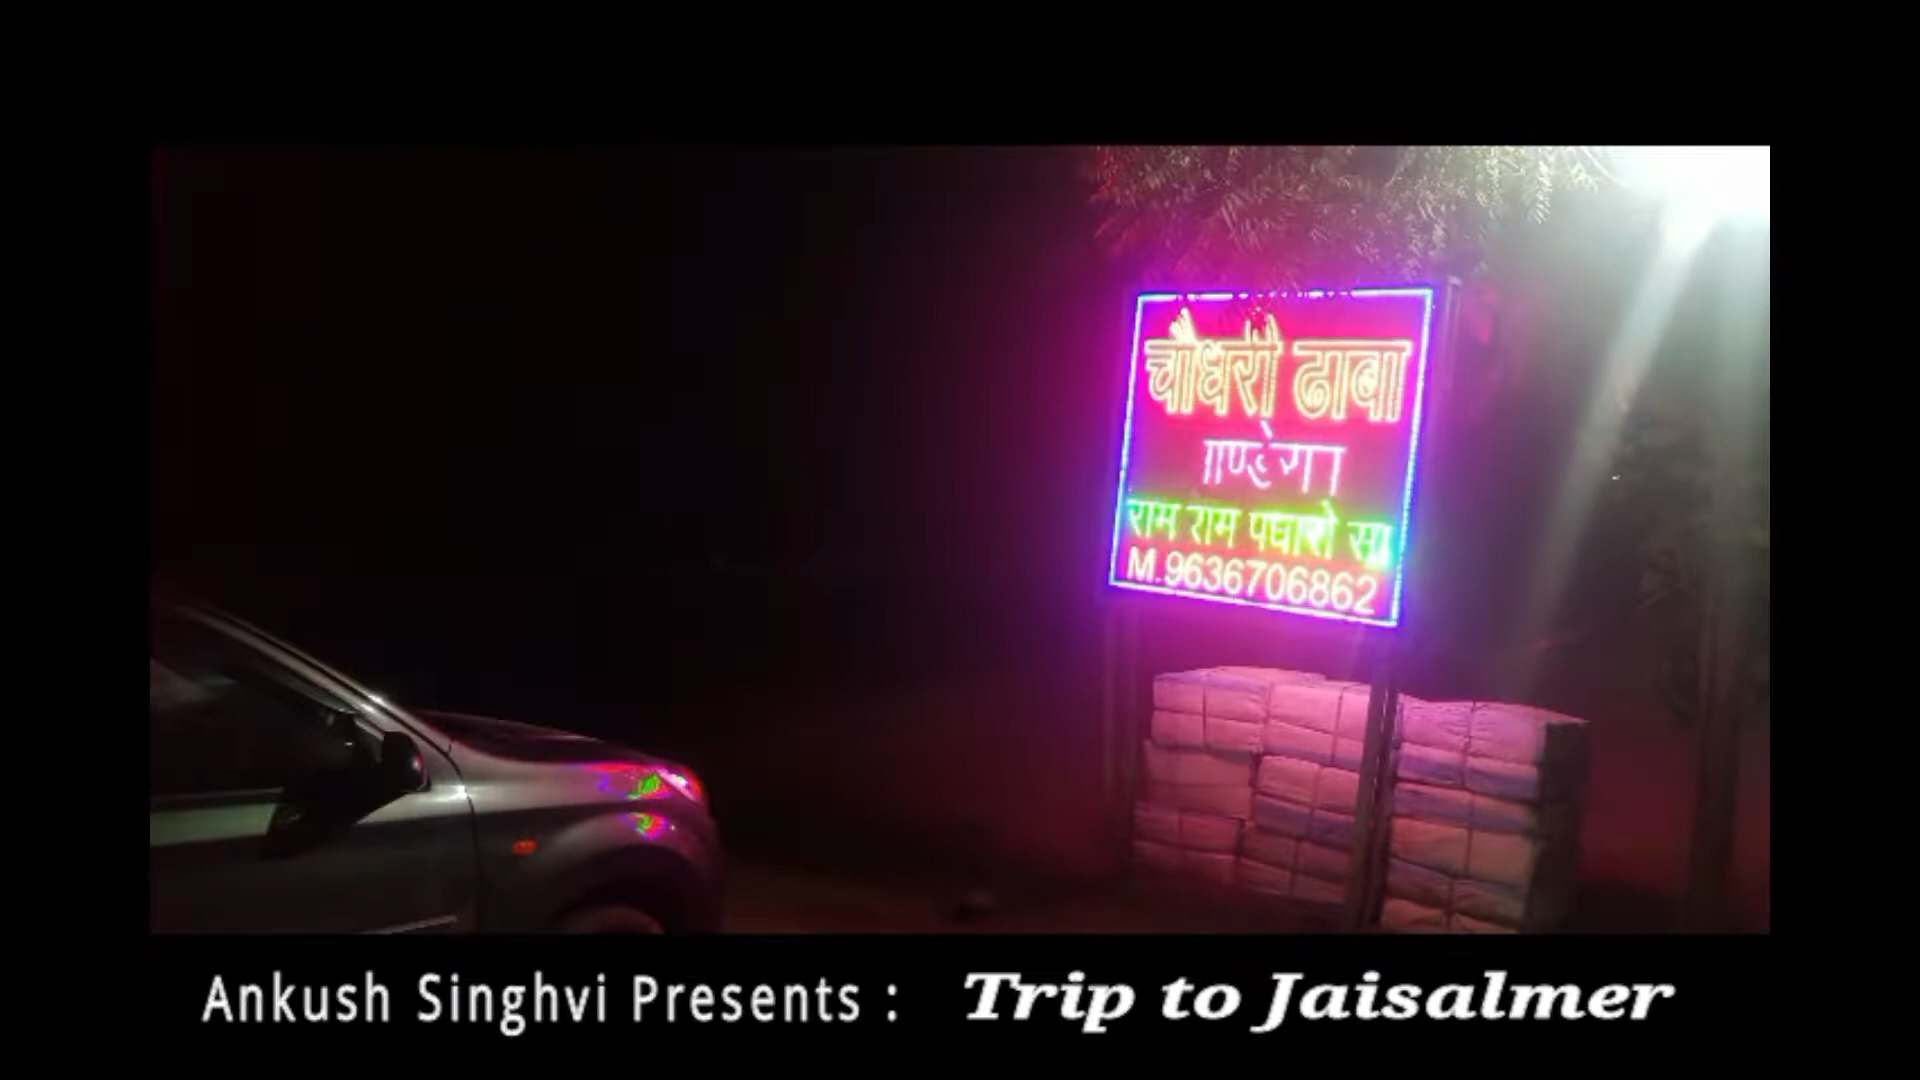 चौधरी ढाबा
राम राम पधारो सा
M.9636706862
Ankush Singhvi Presents : Trip to Jaisalmer